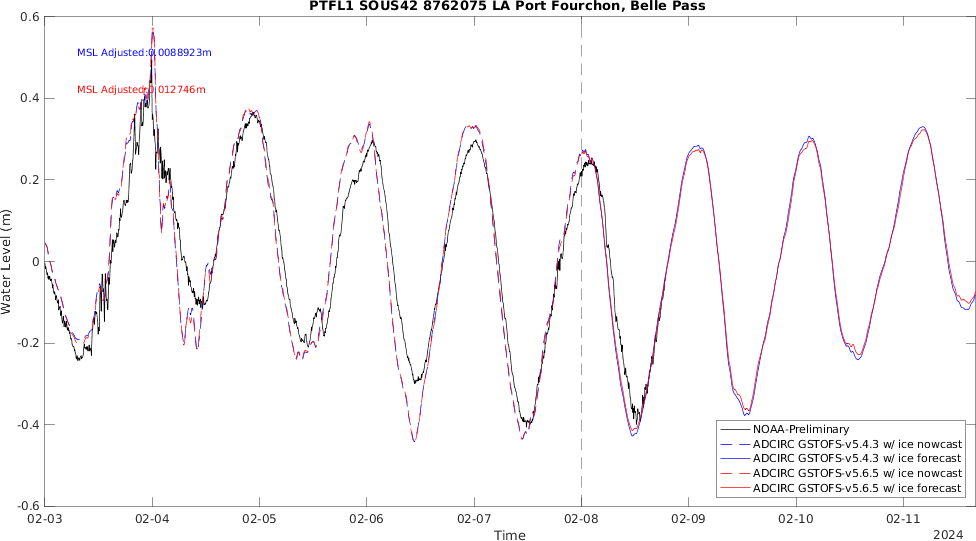 PTFL1 SOUS42 8762075 LA Port Fourchon, Belle Pass
0.6
0.4
0.2
0
-0.2
-0.4
-0.6
Water Level (m)
MSL Adjusted:0.0088923m
MSL Adjusted:0.012746m
NOAA-Preliminary
ADCIRC GSTOFS-v5.4.3 w/ ice nowcast
ADCIRC GSTOFS-v5.4.3 w/ ice forecast
ADCIRC GSTOFS-v5.6.5 w/ ice nowcast
ADCIRC GSTOFS-v5.6.5 w/ ice forecast
02-03 02-04 02-05 02-06 02-07 02-08 02-09 02-10 02-11
Time
2024